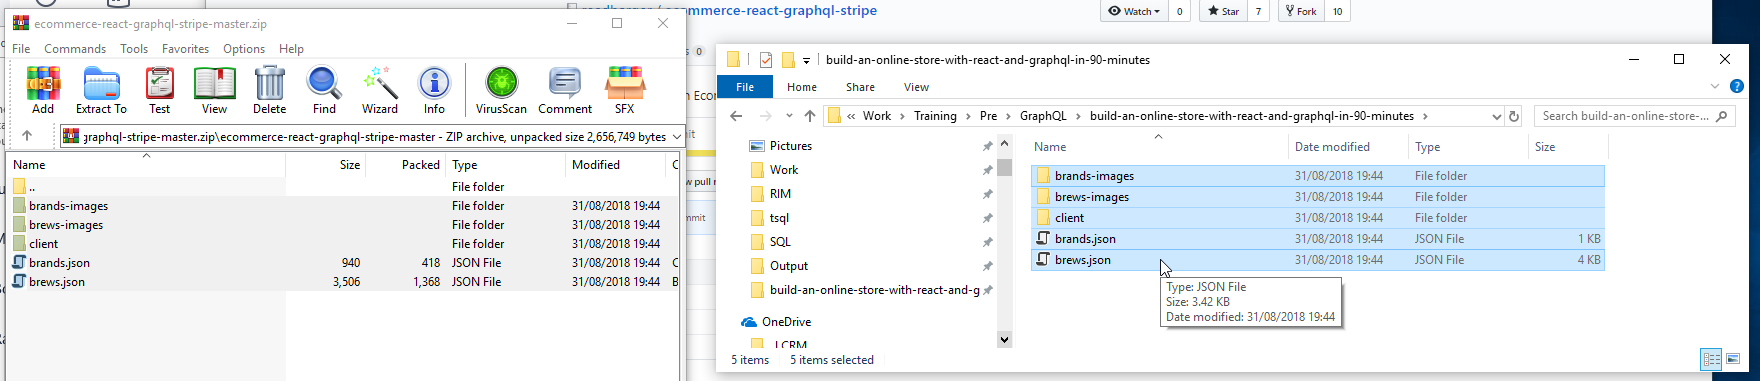 ecommerce-react-graphql-stripe-master.zip
File Commands Tools Favorites Options Help
Add Extract To Test View Delete Find Wizard Info VirusScan Comment SFX
graphql-stripe-master.zip\ecommerce-react-graphql-stripe-master - ZIP archive, unpacked size 2,656,749 bytes
Name Size Packed Type Modified C
.. File folder
brands-images File folder 31/08/2018 19:44
brews-images File folder 31/08/2018 19:44
client File folder 31/08/2018 19:44
brands.json 940 418 JSON File 31/08/2018 19:44 C
brews.json 3,506 1,368 JSON File 31/08/2018 19:44 B
ecommerce-react-graphql-stripe
Watch 0 Star 7 Fork 10
s 0
n Econ
mit
w pull r
mmit
build-an-online-store-with-react-and-graphql-in-90-minutes
File Home Share View
« Work Training Pre GraphQL build-an-online-store-with-react-and-graphql-in-90-minutes
Search build-an-online-store-...
Pictures
Work
RIM
tsql
SQL
Output
build-an-online-store-with-react-and-g
OneDrive
Name Date modified Type Size
brands-images 31/08/2018 19:44 File folder
brews-images 31/08/2018 19:44 File folder
client 31/08/2018 19:44 File folder
brands.json 31/08/2018 19:44 JSON File 1 KB
brews.json 31/08/2018 19:44 JSON File 4 KB
Type: JSON File
Size: 3.42 KB
Date modified: 31/08/2018 19:44
5 items 5 items selected